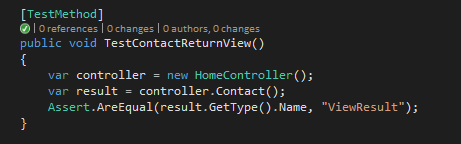 [TestMethod]
| 0 references | 0 changes | 0 authors, 0 changes
public void TestContactReturnView()
{
    var controller = new HomeController();
    var result = controller.Contact();
    Assert.AreEqual(result.GetType().Name, "ViewResult");
}